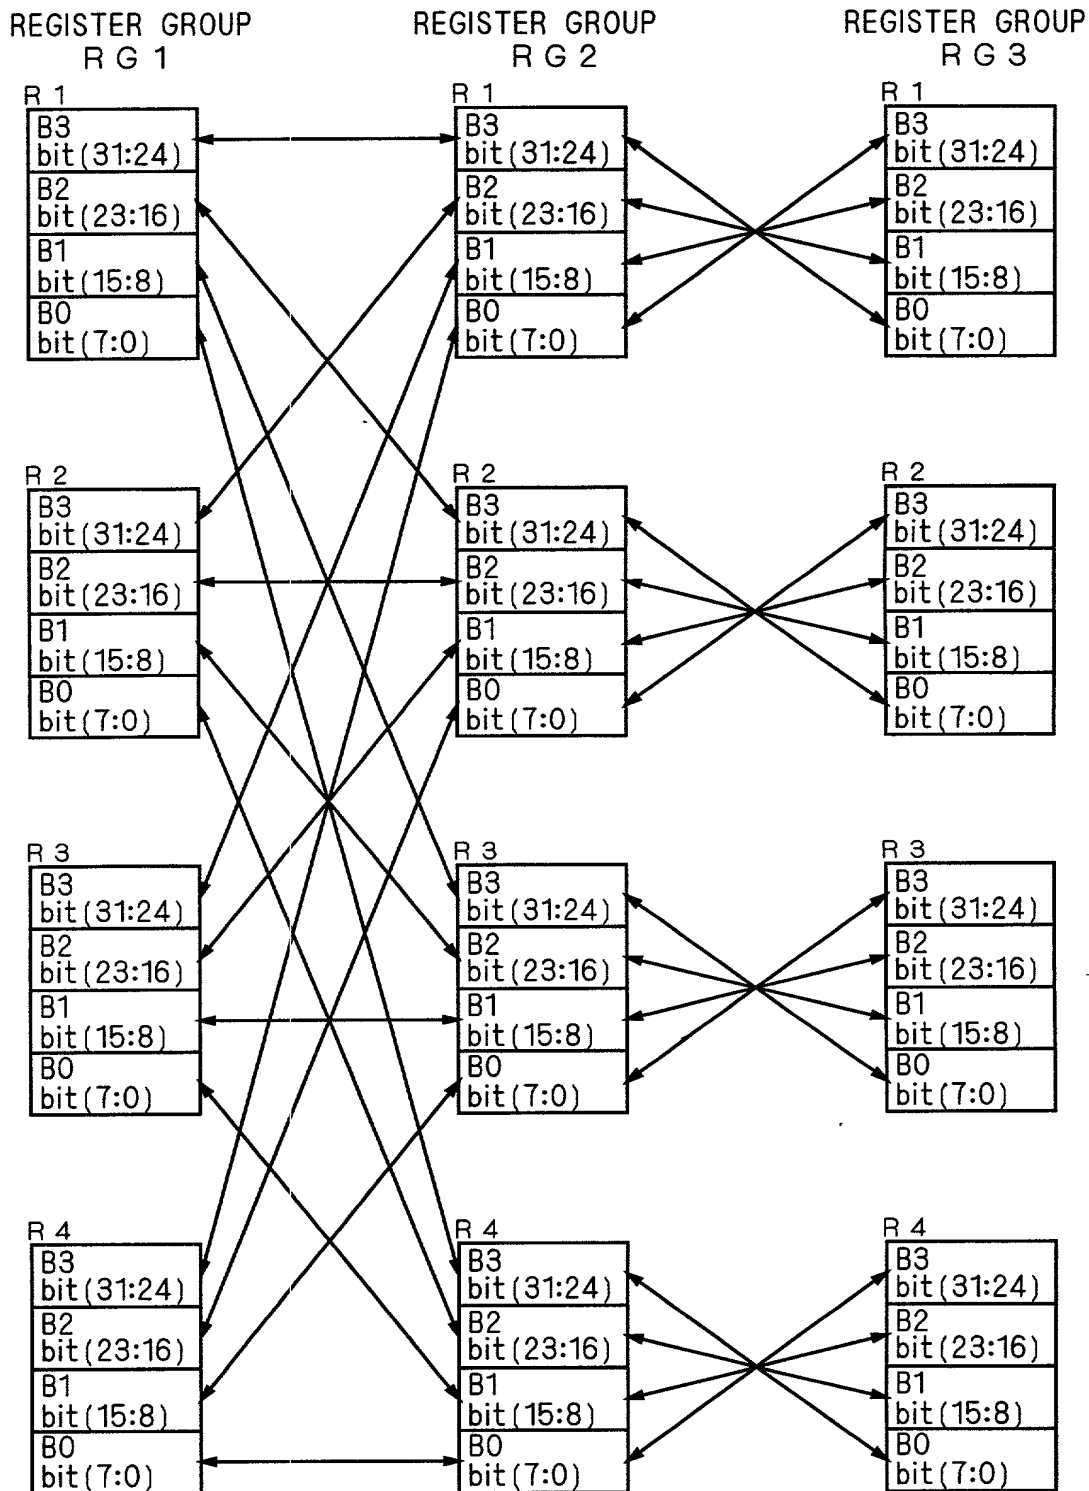 REGISTER GROUP
RG1
REGISTER GROUP
RG2
REGISTER GROUP
RG3
R1
B3
bit(31:24)
B2
bit(23:16)
B1
bit(15:8)
B0
bit(7:0)
R1
B3
bit(31:24)
B2
bit(23:16)
B1
bit(15:8)
B0
bit(7:0)
R1
B3
bit(31:24)
B2
bit(23:16)
B1
bit(15:8)
B0
bit(7:0)
R2
B3
bit(31:24)
B2
bit(23:16)
B1
bit(15:8)
B0
bit(7:0)
R2
B3
bit(31:24)
B2
bit(23:16)
B1
bit(15:8)
B0
bit(7:0)
R2
B3
bit(31:24)
B2
bit(23:16)
B1
bit(15:8)
B0
bit(7:0)
R3
B3
bit(31:24)
B2
bit(23:16)
B1
bit(15:8)
B0
bit(7:0)
R3
B3
bit(31:24)
B2
bit(23:16)
B1
bit(15:8)
B0
bit(7:0)
R3
B3
bit(31:24)
B2
bit(23:16)
B1
bit(15:8)
B0
bit(7:0)
R4
B3
bit(31:24)
B2
bit(23:16)
B1
bit(15:8)
B0
bit(7:0)
R4
B3
bit(31:24)
B2
bit(23:16)
B1
bit(15:8)
B0
bit(7:0)
R4
B3
bit(31:24)
B2
bit(23:16)
B1
bit(15:8)
B0
bit(7:0)